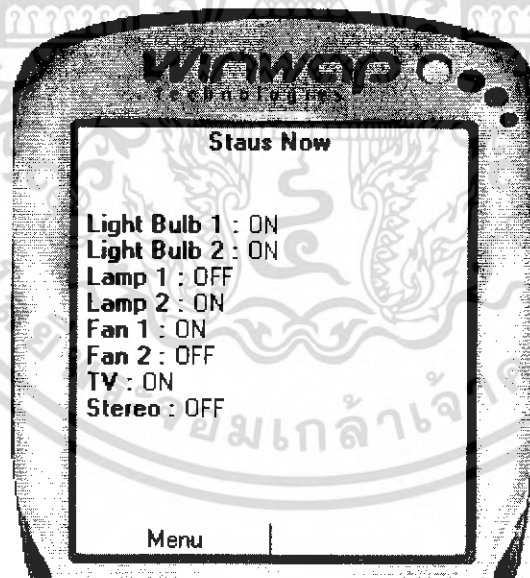 winwap
Technologies
Staus Now
Light Bulb 1 : ON
Light Bulb 2 : ON
Lamp 1 : OFF
Lamp 2 : ON
Fan 1 : ON
Fan 2 : OFF
TV : ON
Stereo : OFF
Menu